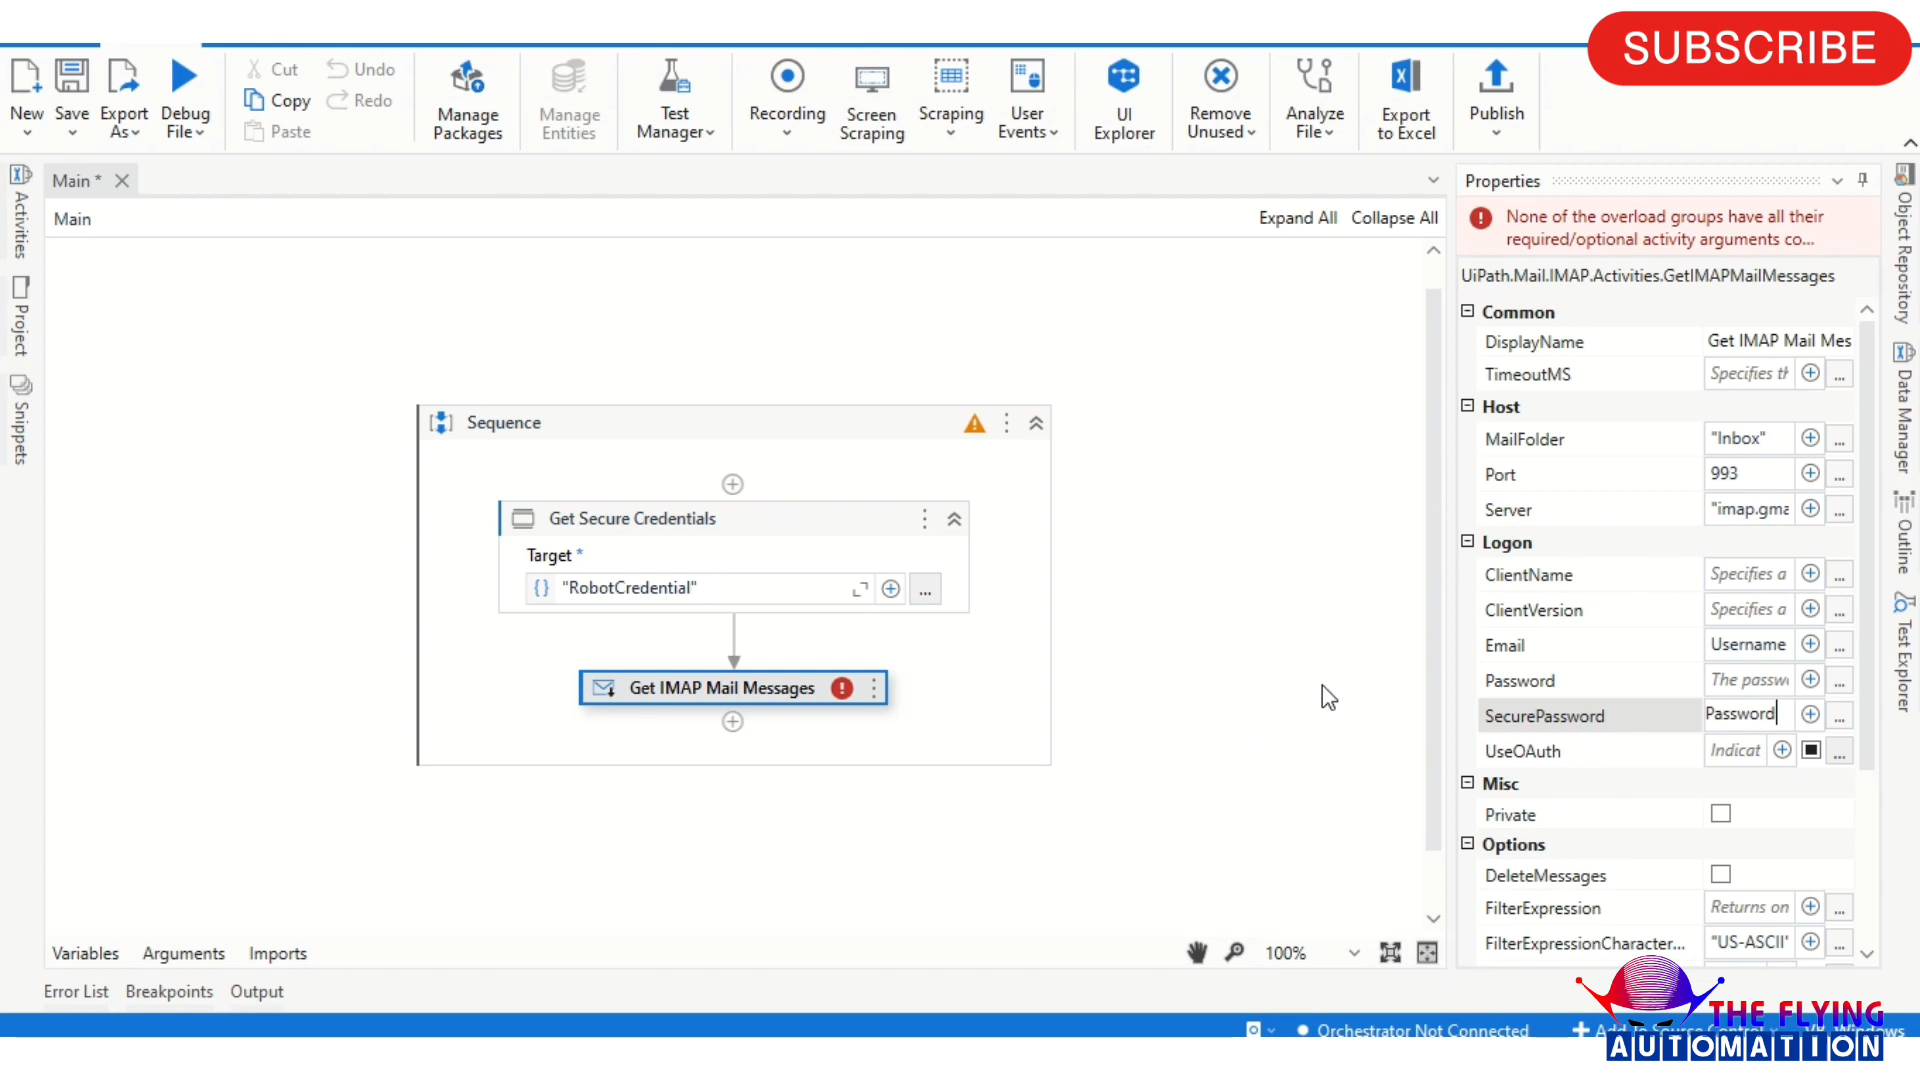 SUBSCRIBE
New
Save
Export
As
Debug
File
Cut
Copy
Paste
Undo
Redo
Manage
Packages
Manage
Entities
Test
Manager
Recording
Screen
Scraping
Scraping
User
Events
UI
Explorer
Remove
Unused
Analyze
File
Export
to Excel
Publish
Activities
Project
Snippets
Main *
Main
Expand All Collapse All
Sequence
Get Secure Credentials
Target *
"RobotCredential"
...
Get IMAP Mail Messages
Variables Arguments Imports
100%
Error List Breakpoints Output
Properties
None of the overload groups have all their
required/optional activity arguments co...
UiPath.Mail.IMAP.Activities.GetIMAPMailMessages
Common
DisplayName Get IMAP Mail Mes
TimeoutMS Specifies th ...
Host
MailFolder "Inbox" ...
Port 993 ...
Server "imap.gma ...
Logon
ClientName Specifies a ...
ClientVersion Specifies a ...
Email Username ...
Password The passw ...
SecurePassword Password ...
UseOAuth Indicat ...
Misc
Private
Options
DeleteMessages
FilterExpression Returns on ...
FilterExpressionCharacter... "US-ASCII" ...
Object Repository
Data Manager
Outline
Test Explorer
Orchestrator Not Connected
Add to Source Control
Windows
THE FLYING
AUTOMATION